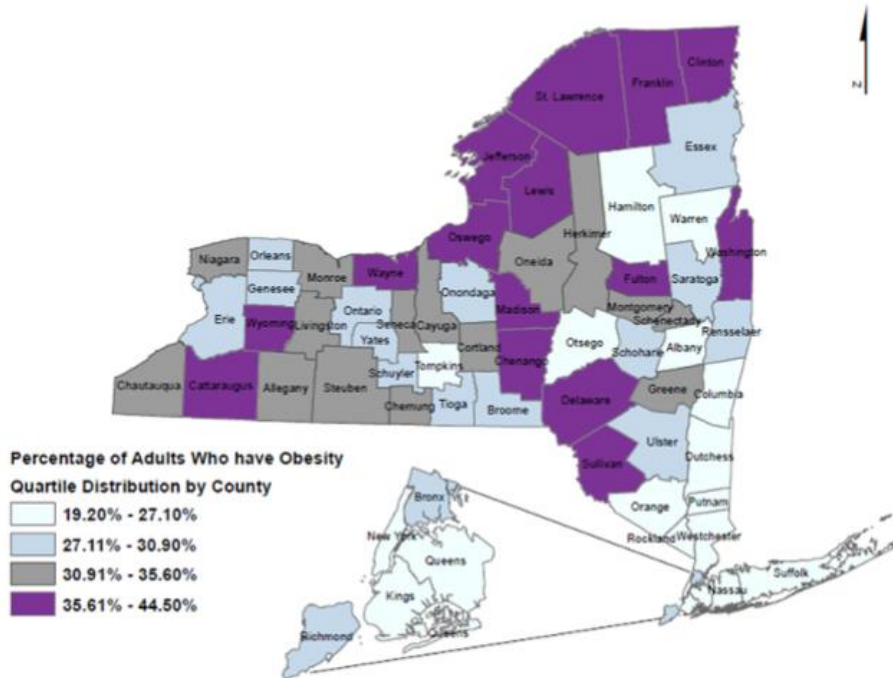 N
Clinton
Franklin
St. Lawrence
Essex
Jefferson
Lewis
Hamilton
Warren
Herkimer
Washington
Oswego
Oneida
Orleans
Niagara
Monroe
Wayne
Fulton
Saratoga
Genesee
Onondaga
Madison
Montgomery
Ontario
Erie
Wyoming
Livingston
Seneca
Cayuga
Schenectady
Rensselaer
Yates
Otsego
Schoharie
Albany
Cortland
Chenango
Tompkins
Schuyler
Chautauqua
Cattaraugus
Allegany
Steuben
Chemung
Tioga
Broome
Delaware
Greene
Columbia
Ulster
Sullivan
Dutchess
Percentage of Adults Who have Obesity
Quartile Distribution by County
19.20% - 27.10%
27.11% - 30.90%
30.91% - 35.60%
35.61% - 44.50%
Orange
Putnam
Rockland
Westchester
Bronx
New York
Queens
Kings
Queens
Richmond
Suffolk
Nassau